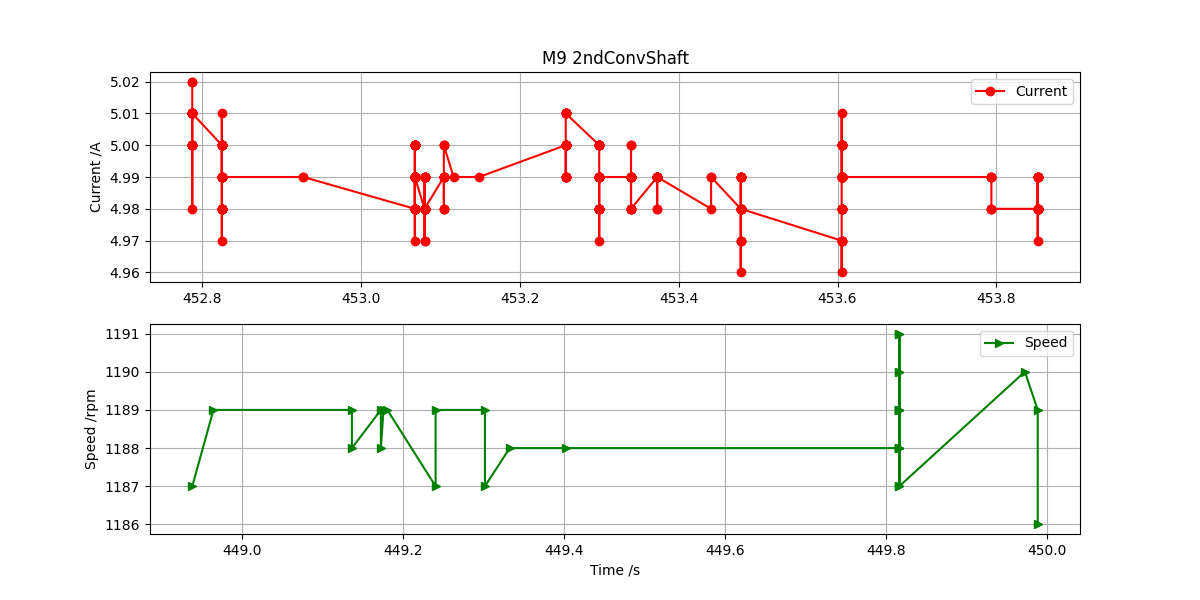 M9 2ndConvShaft
5.02
5.01
5.00
4.99
4.98
4.97
4.96
Current /A
Current
452.8 453.0 453.2 453.4 453.6 453.8
1191
1190
1189
1188
1187
1186
Speed /rpm
Speed
449.0 449.2 449.4 449.6 449.8 450.0
Time /s